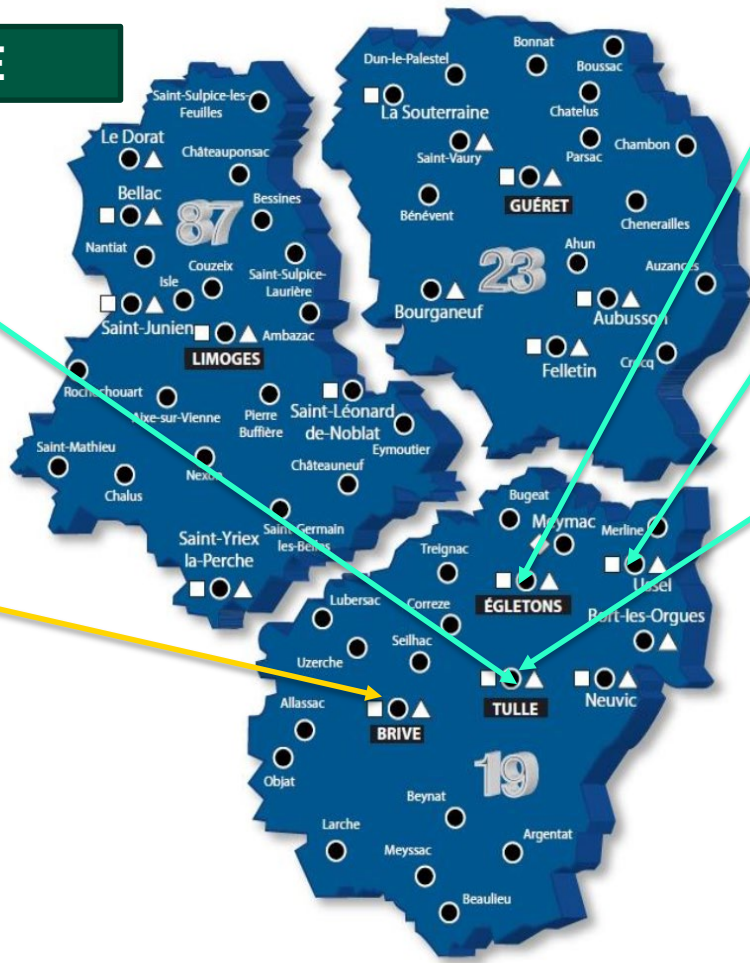 E
Saint-Sulpice-les-
Feuilles
Le Dorat
Châteauponsac
Bellac
87
Bessines
Nantiat
Couzeix
Isle
Saint-Sulpice-
Laurière
Saint-Junien
Ambazac
LIMOGES
Rochechouart
Aixe-sur-Vienne
Pierre
Buffière
Saint-Léonard
de-Noblat
Eymoutier
Saint-Mathieu
Chalus
Nexon
Châteauneuf
Saint-Germain
les-Belles
Saint-Yriex
la-Perche
Dun-le-Palestel
Bonnat
Boussac
La Souterraine
Chatelus
Saint-Vaury
Parsac
Chambon
GUÉRET
Bénévent
Chenerailles
23
Ahun
Auzances
Bourganeuf
Aubusson
Felletin
Crocq
Bugeat
Meymac
Merline
Treignac
Ussel
ÉGLETONS
Lubersac
Correze
Bort-les-Orgues
Uzerche
Seilhac
Allassac
BRIVE
TULLE
Neuvic
Objat
19
Beynat
Larche
Argentat
Meyssac
Beaulieu